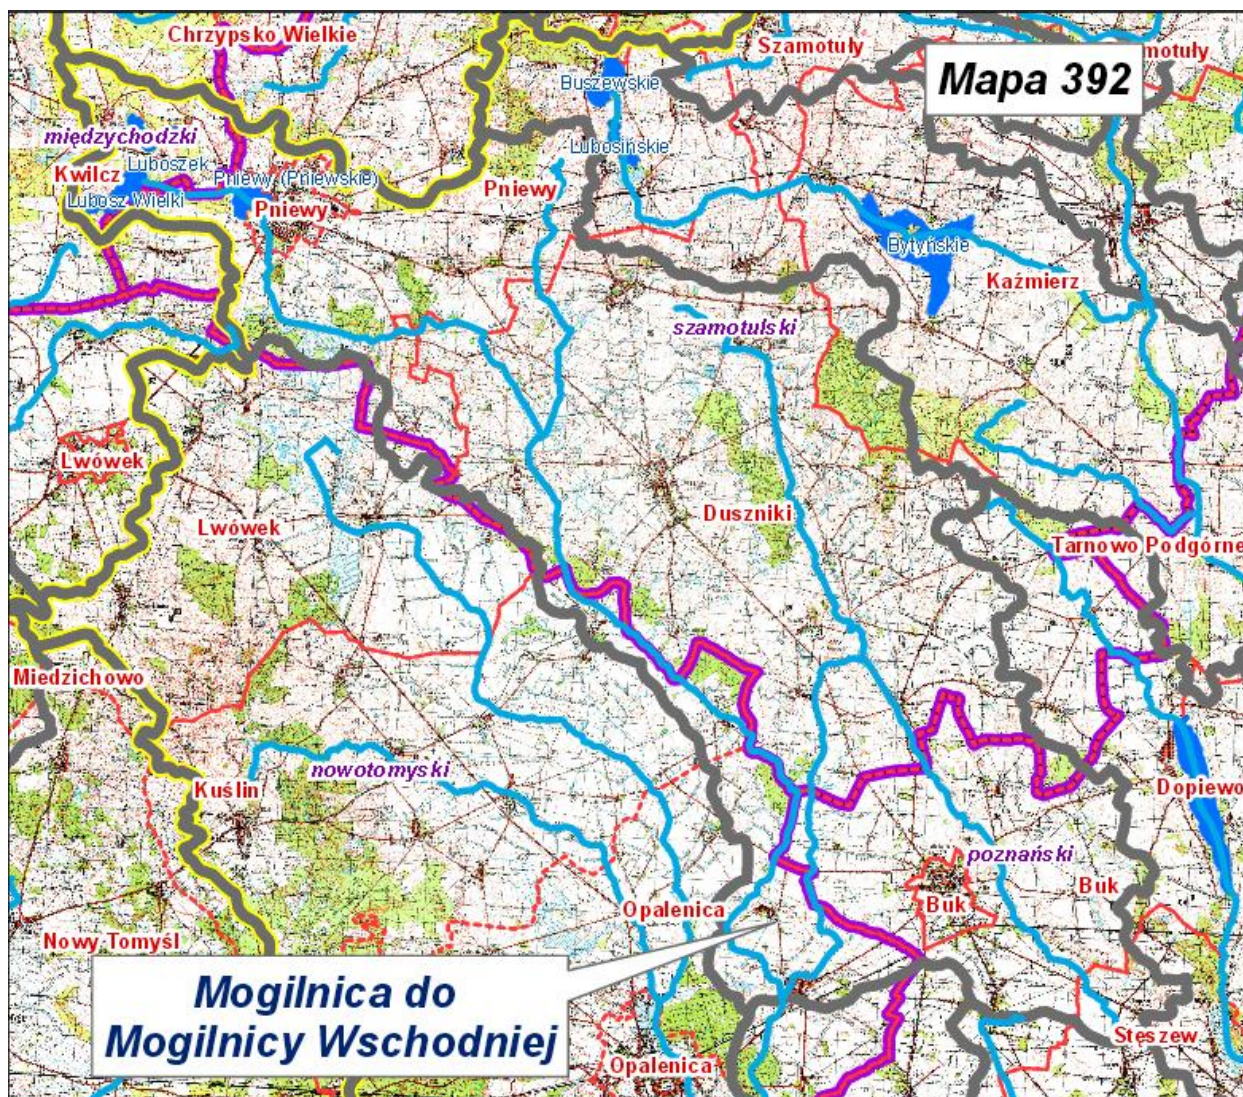 Chrzypsko Wielkie
Szamotuły
motuły
Mapa 392
Buszewskie
międzychodzki
Luboszek
Lubosińskie
Kwilcz
Pniewy (Pniewskie)
Pniewy
Lubosz Wielki
Pniewy
Bytyńskie
Kaźmierz
szamotulski
Lwówek
Lwówek
Duszniki
Tarnowo Podgórne
Miedzichowo
nowotomyski
Kuślin
Dopiewo
poznański
Buk
Buk
Opalenica
Nowy Tomyśl
Mogilnica do
Mogilnicy Wschodniej
Stęszew
Opalenica